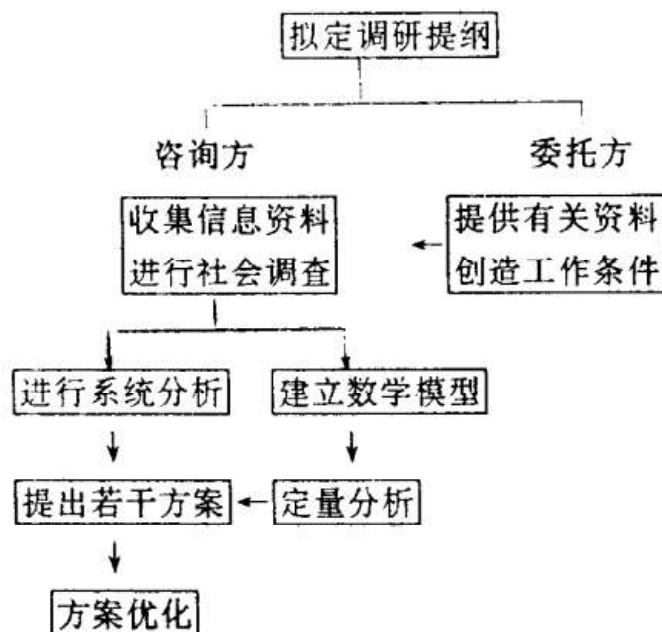 拟定调研提纲
咨询方
委托方
收集信息资料
进行社会调查
提供有关资料
创造工作条件
进行系统分析
建立数学模型
提出若干方案
定量分析
方案优化